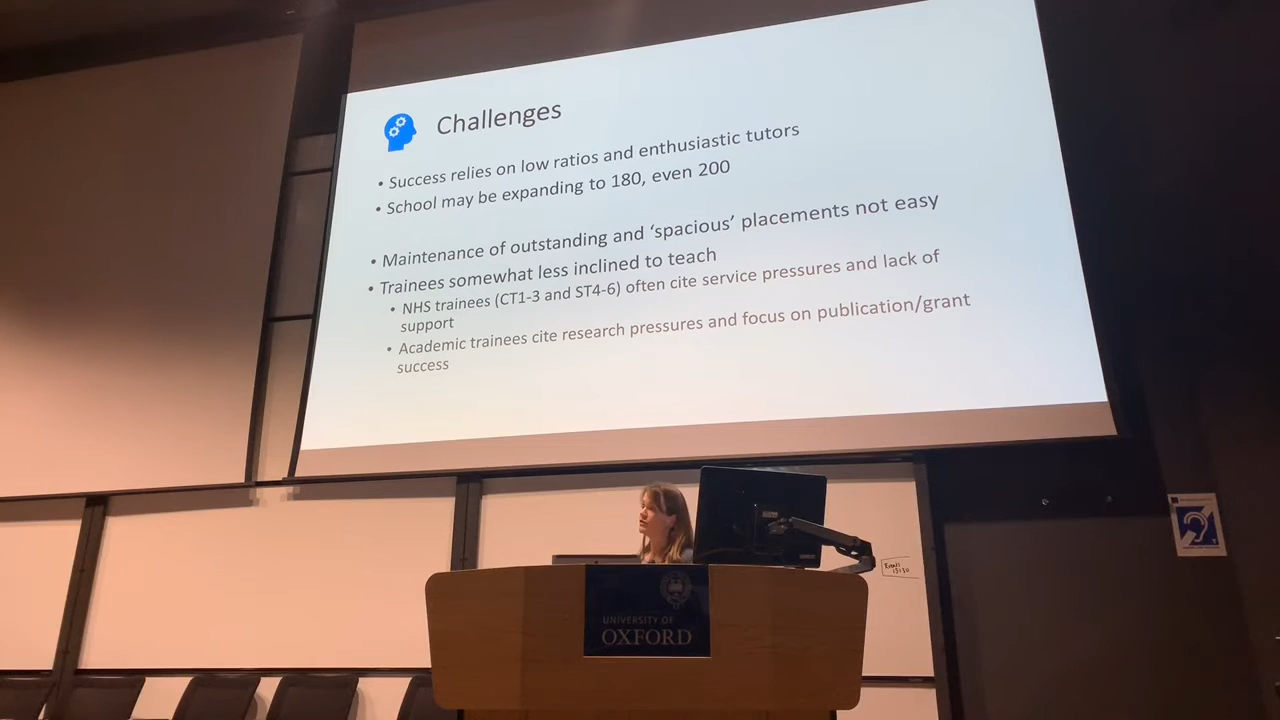 Challenges
• Success relies on low ratios and enthusiastic tutors
• School may be expanding to 180, even 200
• Maintenance of outstanding and ‘spacious’ placements not easy
• Trainees somewhat less inclined to teach
• NHS trainees (CT1-3 and ST4-6) often cite service pressures and lack of
support
• Academic trainees cite research pressures and focus on publication/grant
success
UNIVERSITY OF
OXFORD